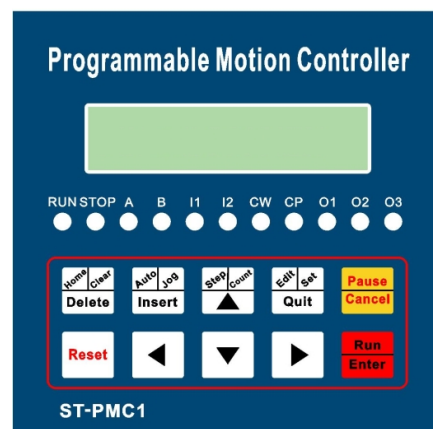 Programmable Motion Controller
RUN STOP A B I1 I2 CW CP O1 O2 O3
Home Clear Auto Jog Step Count Edit Set Pause
Delete Insert Quit Cancel
Reset Run
Enter
ST-PMC1